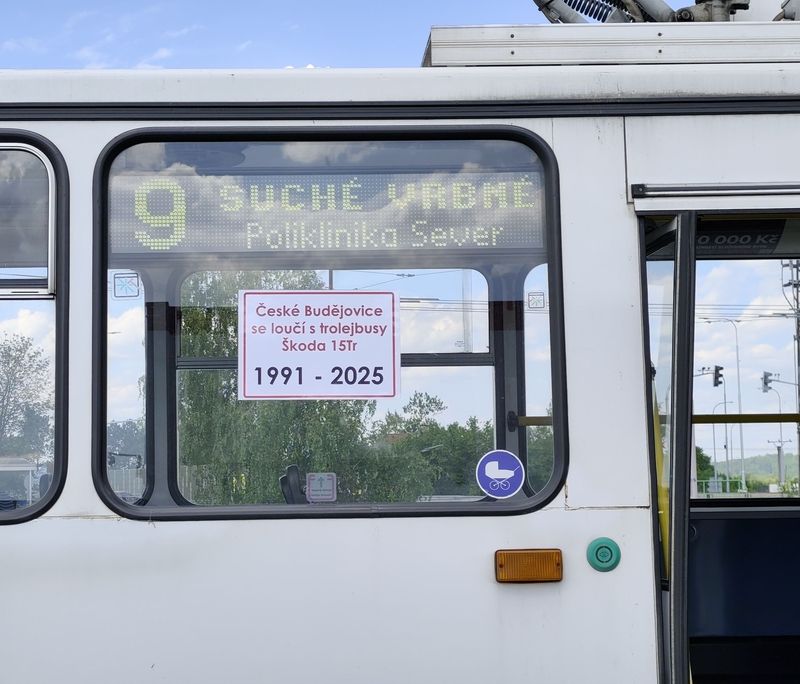 9 SUCHÉ VRBNÉ
Poliklinika Sever
České Budějovice
se loučí s trolejbusy
Škoda 15Tr
1991 - 2025
0.000 Kč